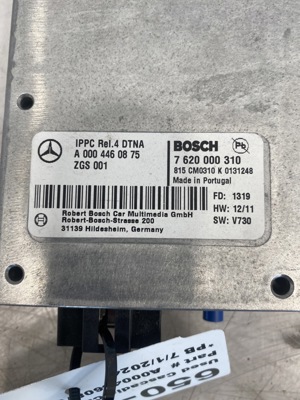 IPPC Rel.4 DTNA
A 000 446 08 75
ZGS 001
BOSCH
Pb
7 620 000 310
815 CM0310 K 0131248
Made in Portugal
FD: 1319
HW: 12/11
SW: V730
Robert Bosch Car Multimedia GmbH
Robert-Bosch-Strasse 200
31139 Hildesheim, Germany